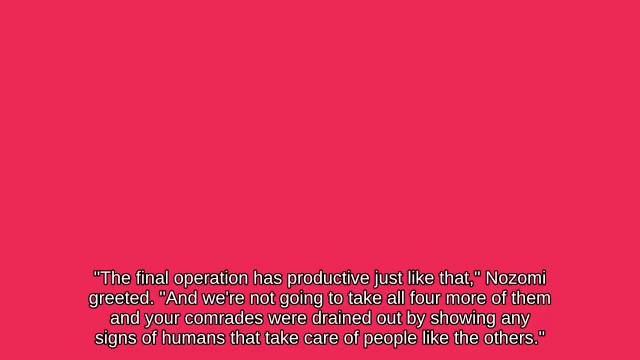 "The final operation has productive just like that," Nozomi
greeted. "And we're not going to take all four more of them
and your comrades were drained out by showing any
signs of humans that take care of people like the others."